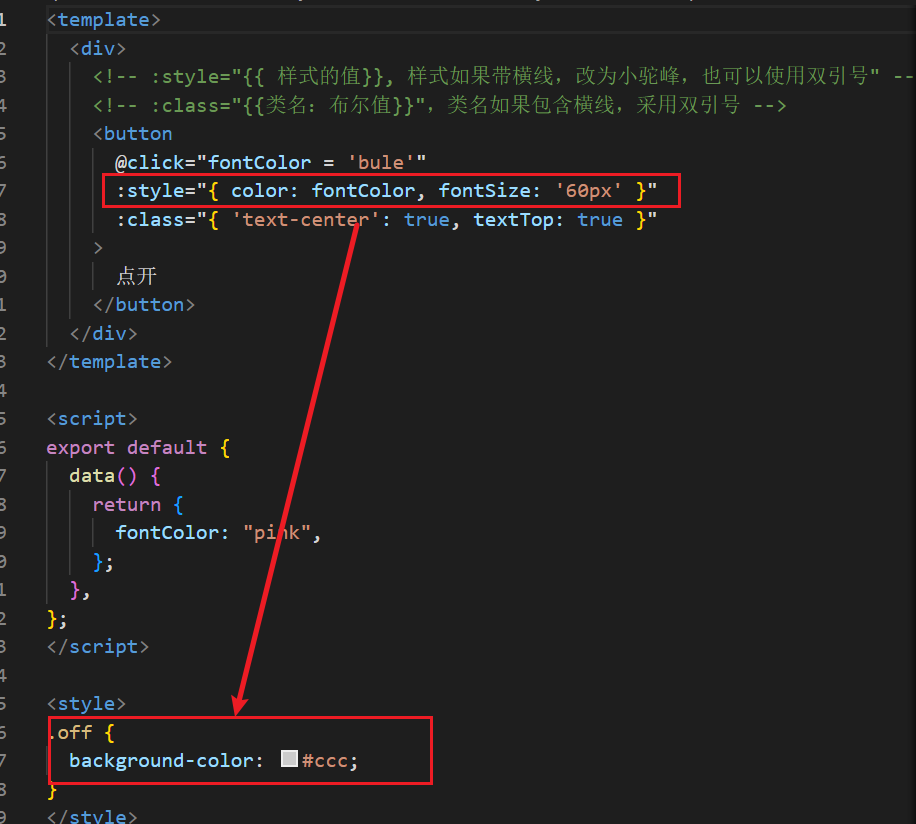 1 <template>
2 <div>
3 <!-- :style="{{ 样式的值}}, 样式如果带横线，改为小驼峰，也可以使用双引号" --
4 <!-- :class="{{类名：布尔值}}"，类名如果包含横线，采用双引号 -->
5 <button
6 @click="fontColor = 'bule'"
7 :style="{ color: fontColor, fontSize: '60px' }"
8 :class="{ 'text-center': true, textTop: true }"
9 >
0 点开
1 </button>
2 </div>
3 </template>
4
5 <script>
6 export default {
7 data() {
8 return {
9 fontColor: "pink",
0 };
1 },
2 };
3 </script>
4
5 <style>
6 .off {
7 background-color: #ccc;
8 }
9 </style>